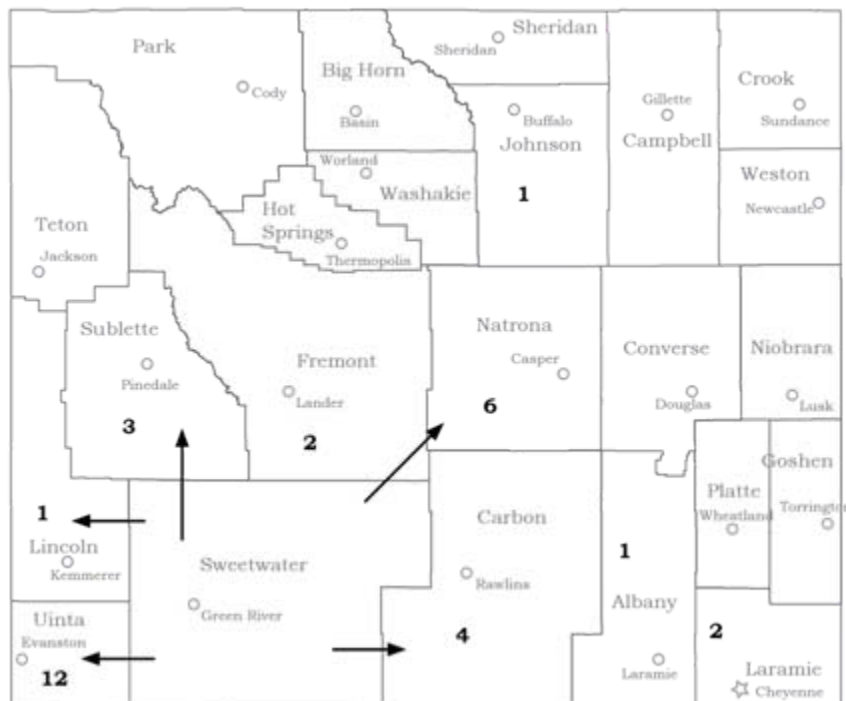 Park
Sheridan
Sheridan
Big Horn
Crook
Cody
Gillette
Basin
Buffalo
Sundance
Johnson
Campbell
Worland
Washakie
Weston
1
Newcastle
Teton
Hot
Springs
Jackson
Thermopolis
Sublette
Natrona
Fremont
Casper
Converse
Niobrara
Pinedale
Lander
Douglas
Lusk
3
2
6
Goshen
Platte
1
Carbon
Wheatland
Torrington
Lincoln
1
Kemmerer
Sweetwater
Rawlins
Uinta
Green River
Albany
Evanston
4
2
12
Laramie
Laramie
Cheyenne